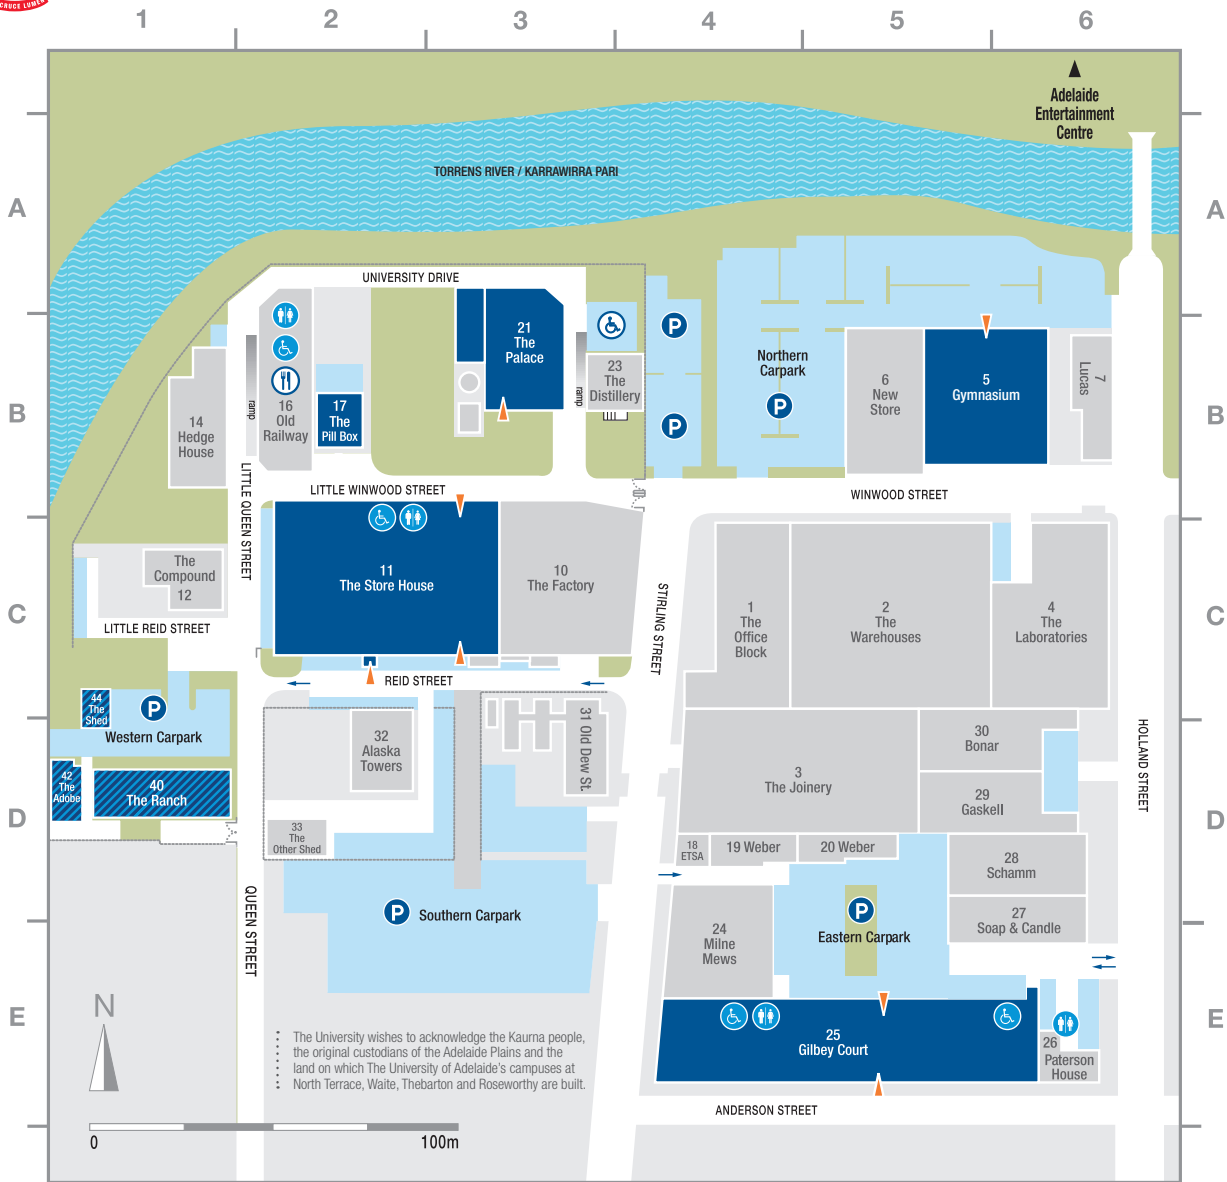 CRUCE LUMEN
1 2 3 4 5 6
Adelaide
Entertainment
Centre
TORRENS RIVER / KARRAWIRRA PARI
A
A
UNIVERSITY DRIVE
21
The
Palace
P
Northern
Carpark
P
P
23
The
Distillery
ramp
ramp
16
Old
Railway
17
The
Pill Box
14
Hedge
House
6
New
Store
5
Gymnasium
7
Lucas
B
B
LITTLE QUEEN STREET
LITTLE WINWOOD STREET
WINWOOD STREET
11
The Store House
10
The Factory
The
Compound
12
LITTLE REID STREET
STIRLING STREET
1
The
Office
Block
2
The
Warehouses
4
The
Laboratories
C
C
REID STREET
44
The
Shed
P
Western Carpark
42
The
Adobe
40
The Ranch
32
Alaska
Towers
31 Old Dew St.
33
The
Other Shed
3
The Joinery
30
Bonar
29
Gaskell
HOLLAND STREET
D
D
18
ETSA
19 Weber
20 Weber
28
Schamm
27
Soap & Candle
QUEEN STREET
P
Southern Carpark
P
Eastern Carpark
24
Milne
Mews
N
E
E
25
Gilbey Court
26
Paterson
House
The University wishes to acknowledge the Kaurna people,
the original custodians of the Adelaide Plains and the
land on which The University of Adelaide's campuses at
North Terrace, Waite, Thebarton and Roseworthy are built.
ANDERSON STREET
0
100m